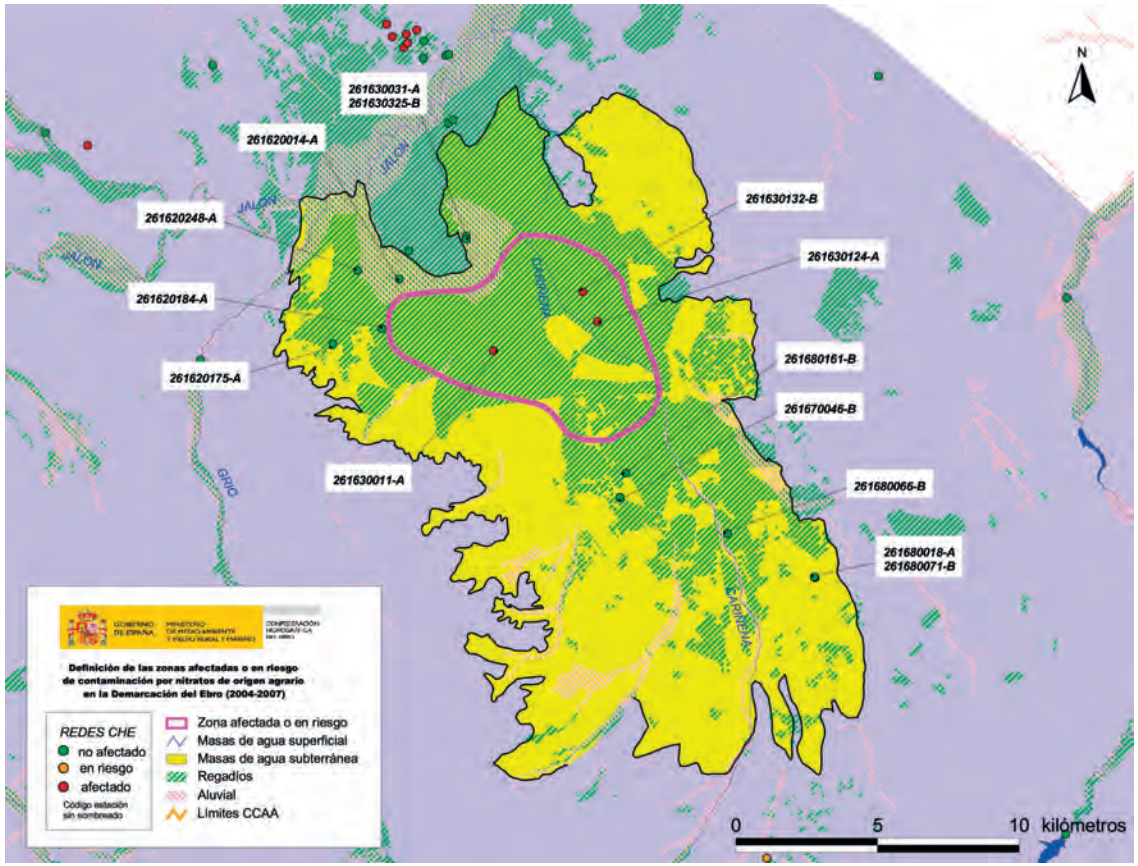 N
261630031-A
261630325-B
261620014-A
JALON
261620248-A
JALON
JALON
261630132-B
261630124-A
CARIÑENA
261620184-A
261620175-A
261680161-B
261670046-B
261630011-A
GRIO
261680066-B
261680018-A
261680071-B
CARIÑENA
GOBIERNO
DE ESPAÑA
MINISTERIO
DE MEDIO AMBIENTE
Y MEDIO RURAL Y MARINO
CONFEDERACIÓN
HIDROGRÁFICA
DEL EBRO
Definición de las zonas afectadas o en riesgo
de contaminación por nitratos de origen agrario
en la Demarcación del Ebro (2004-2007)
REDES CHE
no afectado
en riesgo
afectado
Código estación
sin sombreado
Zona afectada o en riesgo
Masas de agua superficial
Masas de agua subterránea
Regadíos
Aluvial
Límites CCAA
0 5 10 kilómetros